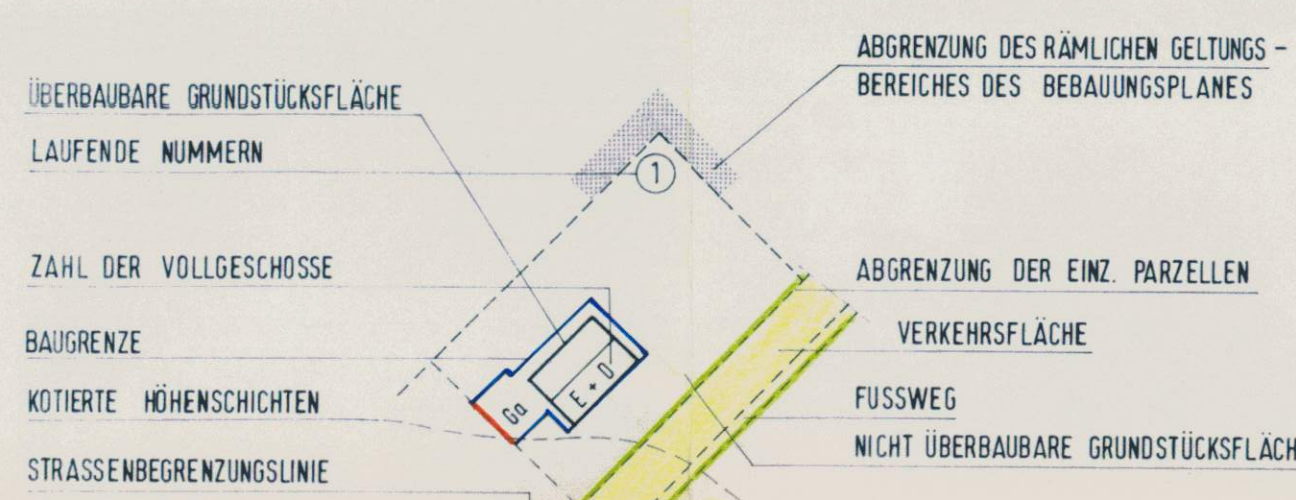 ÜBERBAUBARE GRUNDSTÜCKSFLÄCHE
LAUFENDE NUMMERN
ZAHL DER VOLLGESCHOSSE
BAUGRENZE
KOTIERTE HÖHENSCHICHTEN
STRASSENBEGRENZUNGSLINIE
1
Ga
E + D
ABGRENZUNG DES RÄMLICHEN GELTUNGS -
BEREICHES DES BEBAUUNGSPLANES
ABGRENZUNG DER EINZ. PARZELLEN
VERKEHRSFLÄCHE
FUSSWEG
NICHT ÜBERBAUBARE GRUNDSTÜCKSFLÄCH